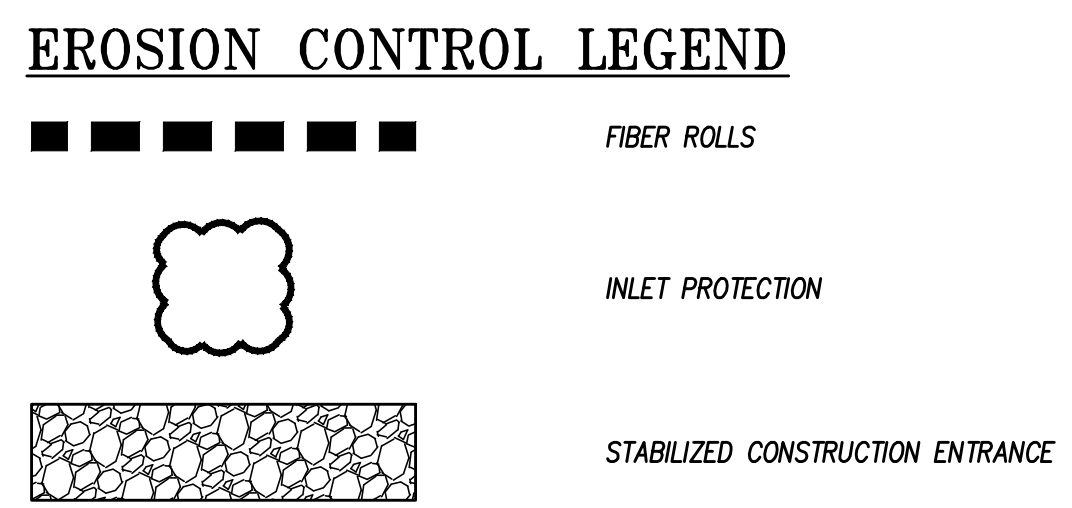 EROSION CONTROL LEGEND
FIBER ROLLS
INLET PROTECTION
STABILIZED CONSTRUCTION ENTRANCE